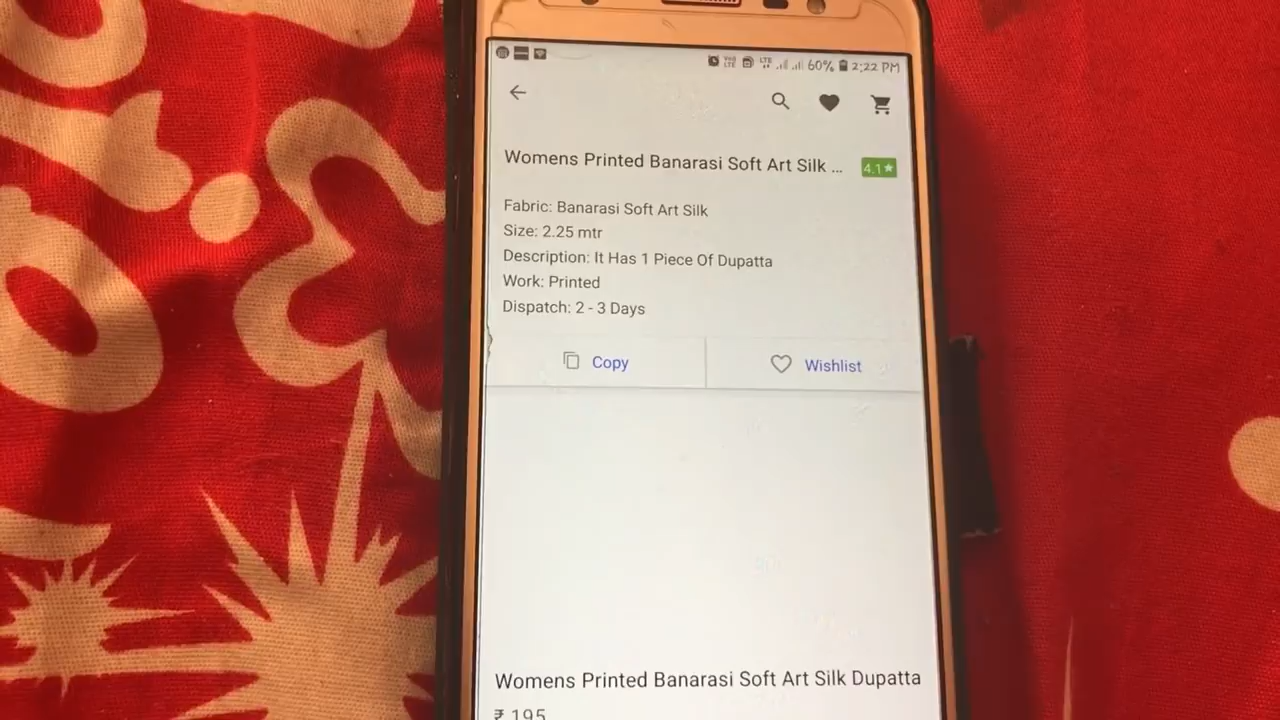 60% 2:22 PM
Womens Printed Banarasi Soft Art Silk ...
4.1★
Fabric: Banarasi Soft Art Silk
Size: 2.25 mtr
Description: It Has 1 Piece Of Dupatta
Work: Printed
Dispatch: 2 - 3 Days
Copy
Wishlist
Womens Printed Banarasi Soft Art Silk Dupatta
₹ 195